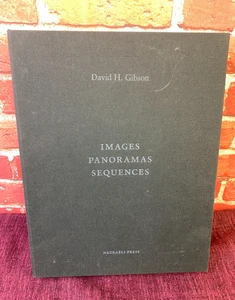 David H. Gibson
IMAGES
PANORAMAS
SEQUENCES
NAZRAELI PRESS